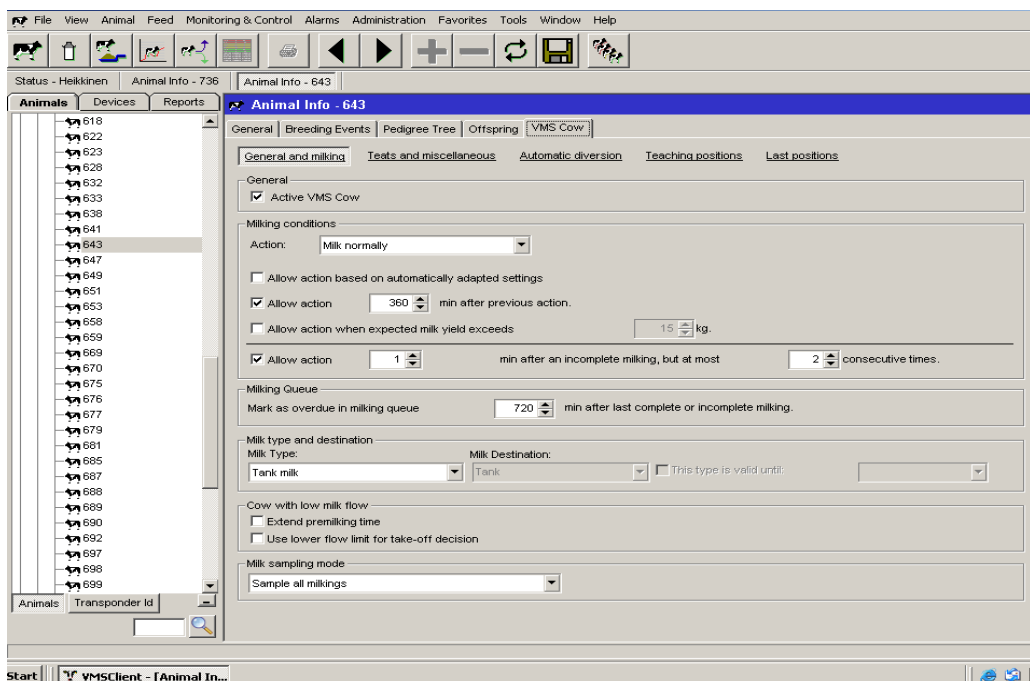 File View Animal Feed Monitoring & Control Alarms Administration Favorites Tools Window Help
Status - Heikkinen Animal Info - 736 Animal Info - 643
Animals Devices Reports
618
622
623
628
632
633
638
641
643
647
649
651
653
658
659
669
670
675
676
677
679
681
685
687
688
689
690
692
697
698
699
Animals Transponder Id
Animal Info - 643
General Breeding Events Pedigree Tree Offspring VMS Cow
General and milking Teats and miscellaneous Automatic diversion Teaching positions Last positions
General
Active VMS Cow
Milking conditions
Action: Milk normally
Allow action based on automatically adapted settings
Allow action 360 min after previous action.
Allow action when expected milk yield exceeds 15 kg.
Allow action 1 min after an incomplete milking, but at most 2 consecutive times.
Milking Queue
Mark as overdue in milking queue 720 min after last complete or incomplete milking.
Milk type and destination
Milk Type: Milk Destination:
Tank milk Tank This type is valid until:
Cow with low milk flow
Extend premilking time
Use lower flow limit for take-off decision
Milk sampling mode
Sample all milkings
Start VMSClient - [Animal In...